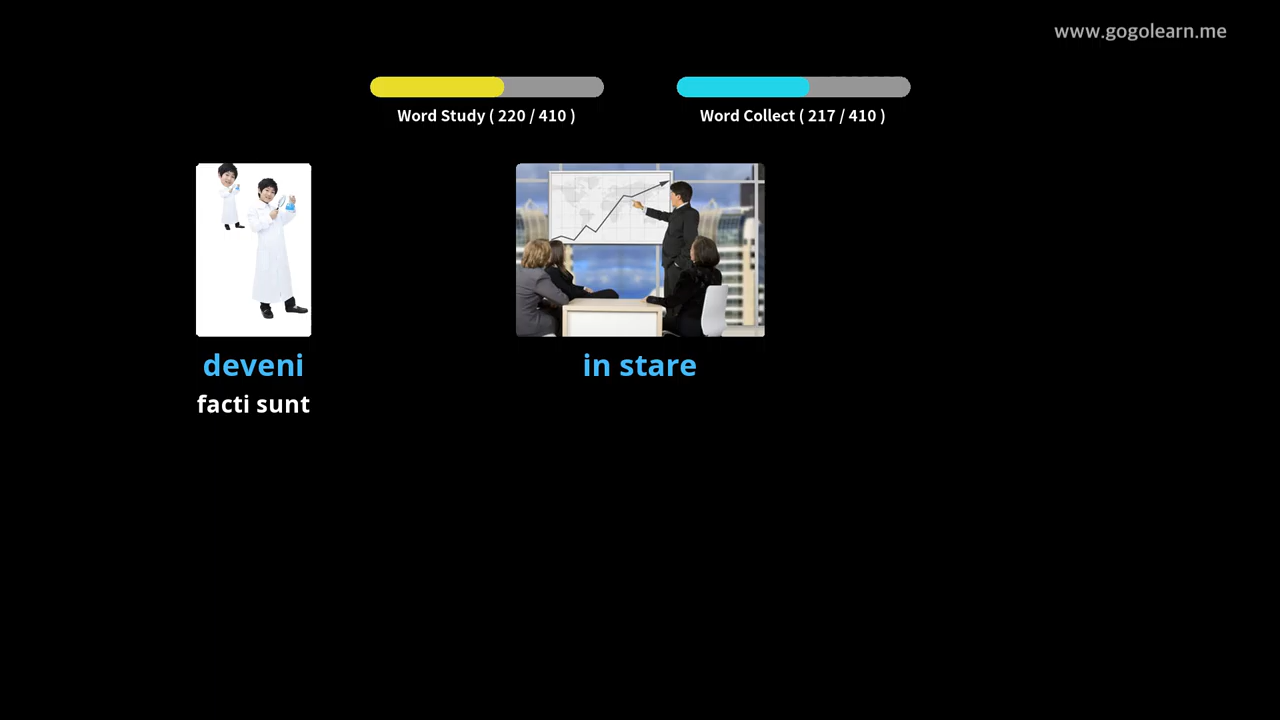 www.gogolearn.me
Word Study ( 220 / 410 )
Word Collect ( 217 / 410 )
deveni
in stare
facti sunt